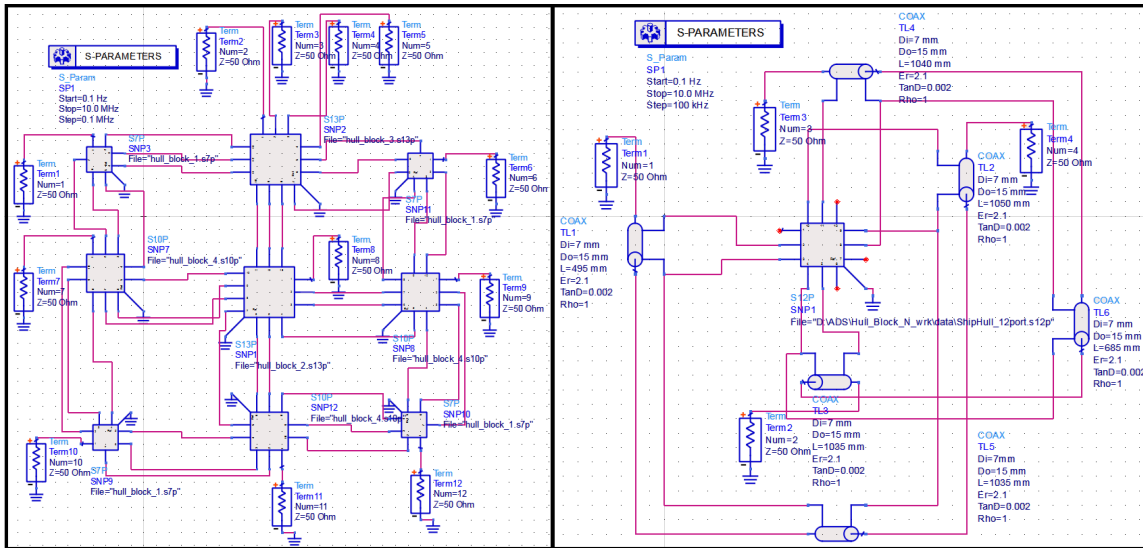 S-PARAMETERS
S_Param
SP1
Start=0.1 Hz
Stop=10.0 MHz
Step=0.1 MHz
Term
Term2
Num=2
Z=50 Ohm
Term
Term3
Num=3
Z=50 Ohm
Term
Term4
Num=4
Z=50 Ohm
Term
Term5
Num=5
Z=50 Ohm
S7P
SNP3
File="hull_block_1.s7p"
S13P
SNP2
File="hull_block_3.s13p"
Term
Term1
Num=1
Z=50 Ohm
S7P
SNP11
File="hull_block_1.s7p"
Term
Term6
Num=6
Z=50 Ohm
S10P
SNP7
File="hull_block_4.s10p"
Term
Term7
Num=7
Z=50 Ohm
Term
Term8
Num=8
Z=50 Ohm
Term
Term9
Num=9
Z=50 Ohm
S13P
SNP1
File="hull_block_2.s13p"
S10P
SNP8
File="hull_block_4.s10p"
S10P
SNP12
File="hull_block_4.s10p"
S7P
SNP10
File="hull_block_1.s7p"
Term
Term10
Num=10
Z=50 Ohm
S7P
SNP9
File="hull_block_1.s7p"
Term
Term11
Num=11
Z=50 Ohm
Term
Term12
Num=12
Z=50 Ohm
S-PARAMETERS
S_Param
SP1
Start=0.1 Hz
Stop=10.0 MHz
Step=100 kHz
COAX
TL4
Di=7 mm
Do=15 mm
L=1040 mm
Er=2.1
TanD=0.002
Rho=1
Term
Term3
Num=3
Z=50 Ohm
Term
Term1
Num=1
Z=50 Ohm
Term
Term4
Num=4
Z=50 Ohm
COAX
TL2
Di=7 mm
Do=15 mm
L=1050 mm
Er=2.1
TanD=0.002
Rho=1
COAX
TL1
Di=7 mm
Do=15 mm
L=495 mm
Er=2.1
TanD=0.002
Rho=1
S12P
SNP1
File="D:\ADS\Hull_Block_N_wrk\data\ShipHull_12port.s12p"
COAX
TL6
Di=7 mm
Do=15 mm
L=685 mm
Er=2.1
TanD=0.002
Rho=1
COAX
TL3
Di=7 mm
Do=15 mm
L=1035 mm
Er=2.1
TanD=0.002
Rho=1
Term
Term2
Num=2
Z=50 Ohm
COAX
TL5
Di=7mm
Do=15 mm
L=1035 mm
Er=2.1
TanD=0.002
Rho=1